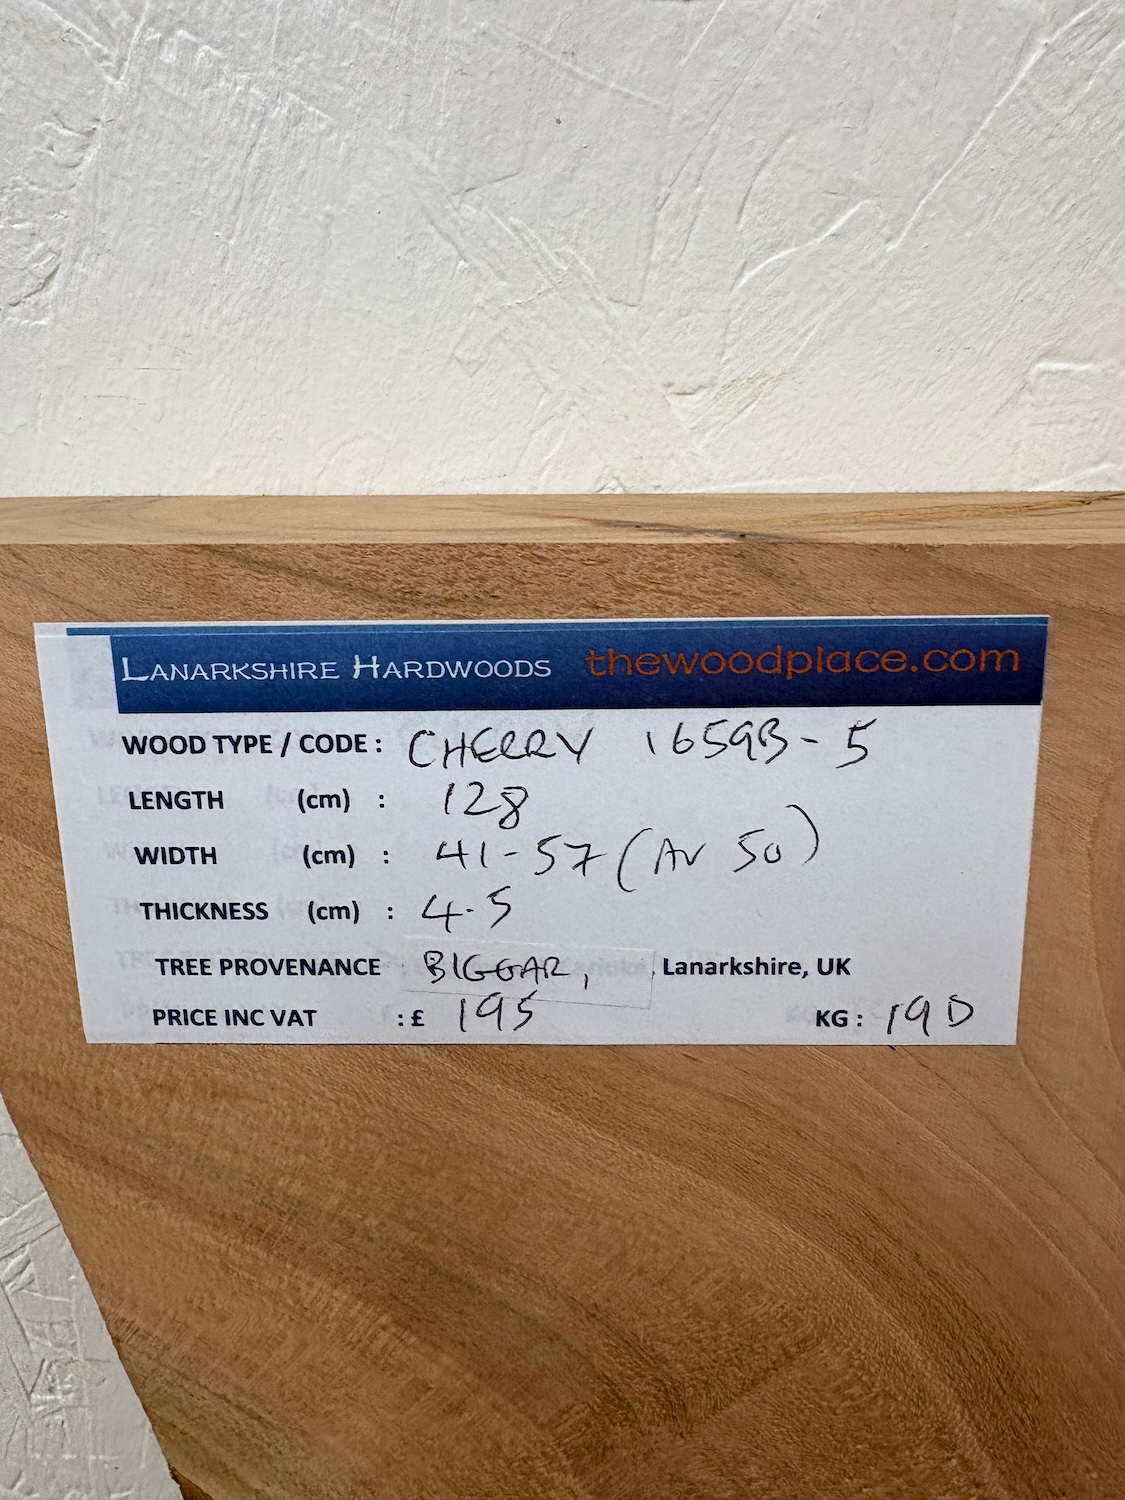 LANARKSHIRE HARDWOODS thewoodplace.com
WOOD TYPE / CODE : CHERRY 1659B-5
LENGTH (cm) : 128
WIDTH (cm) : 41-57 (AV 50)
THICKNESS (cm) : 4.5
TREE PROVENANCE : BIGGAR, , Lanarkshire, UK
PRICE INC VAT : £ 195
KG : 19D